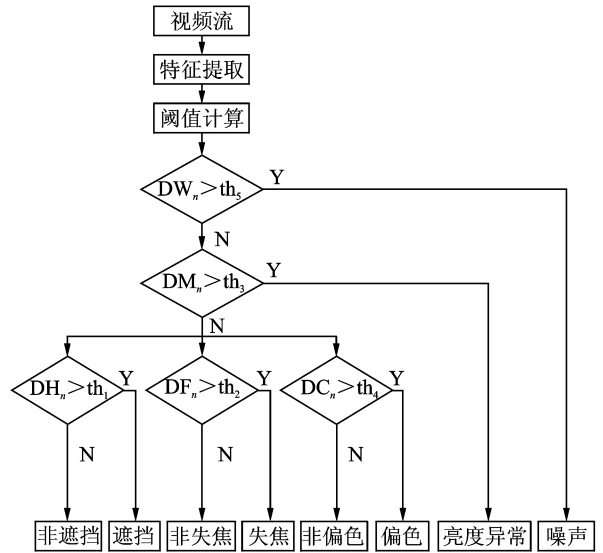 视频流
特征提取
阈值计算
DWn>th5
Y
N
DMn>th3
Y
N
DHn>th1
Y
DFn>th2
Y
DCn>th4
Y
N
N
N
非遮挡
遮挡
非失焦
失焦
非偏色
偏色
亮度异常
噪声